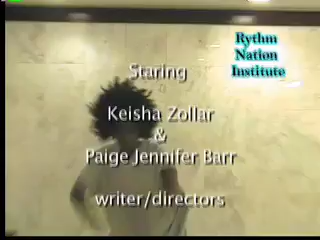 Rythm
Nation
Institute
Staring
Keisha Zollar
&
Paige Jennifer Barr
writer/directors